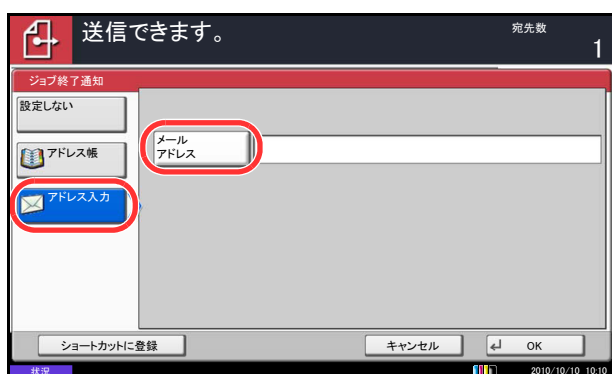 送信できます。
宛先数
1
ジョブ終了通知
設定しない
アドレス帳
アドレス入力
メール
アドレス
ショートカットに登録
キャンセル
OK
状況
2010/10/10 10:10